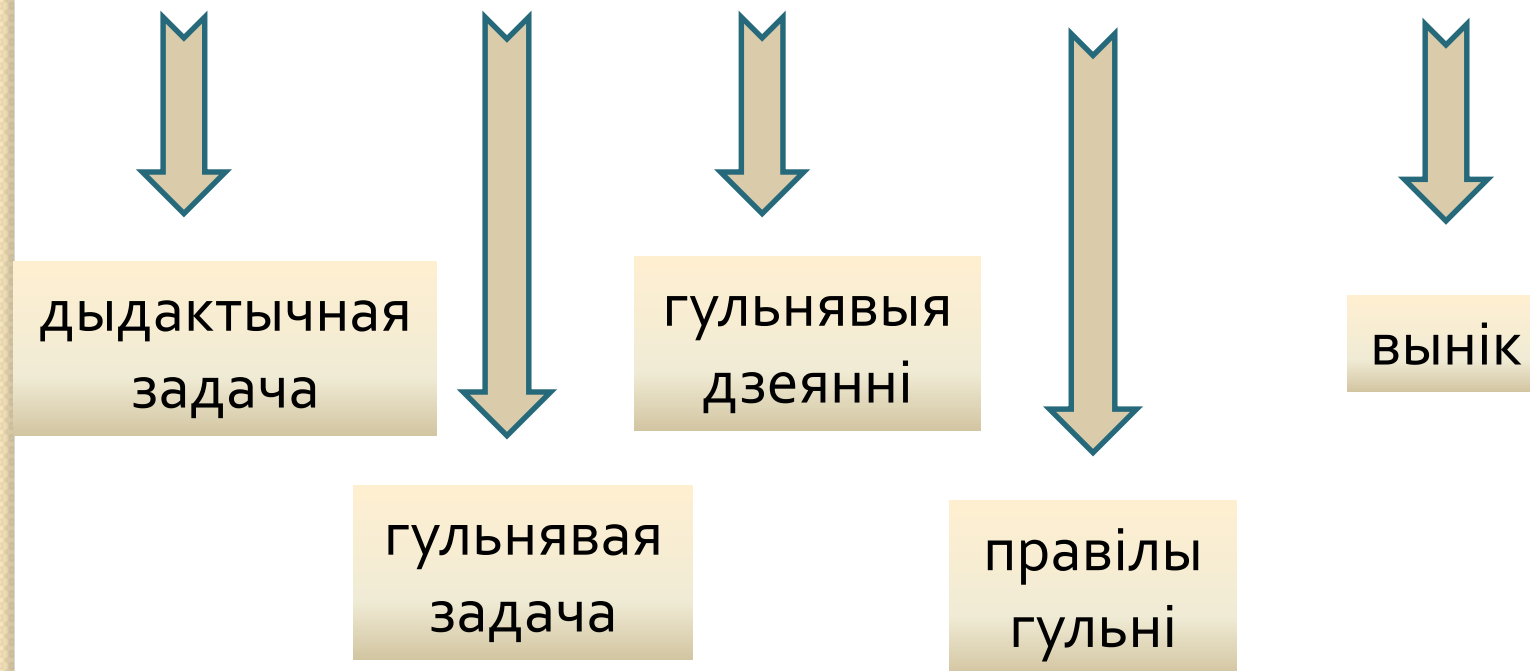 дыдактычная
задача
гульнявая
задача
гульнявыя
дзеянні
правілы
гульні
вынік